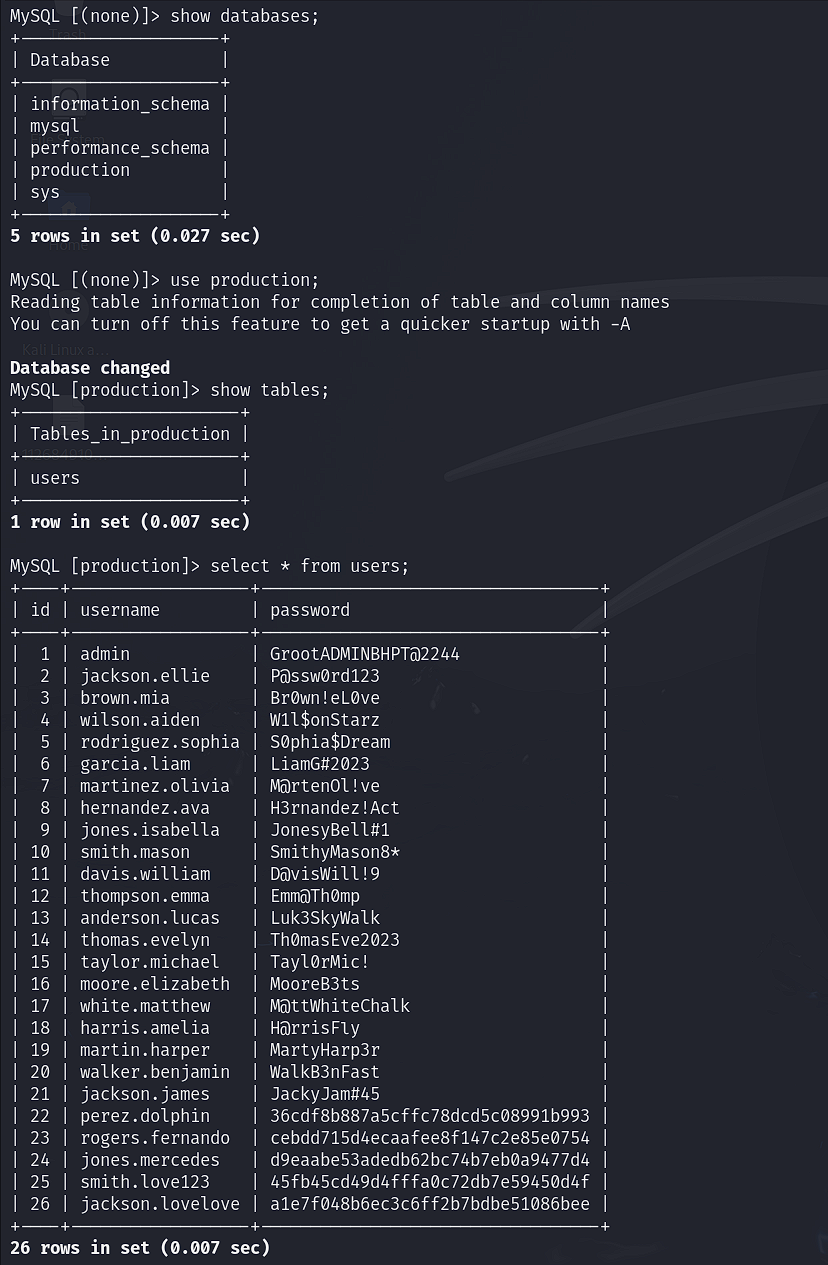 MySQL [(none)]> show databases;
+--------------------+
| Database           |
+--------------------+
| information_schema |
| mysql              |
| performance_schema |
| production         |
| sys                |
+--------------------+
5 rows in set (0.027 sec)
MySQL [(none)]> use production;
Reading table information for completion of table and column names
You can turn off this feature to get a quicker startup with -A
Kali Linux a...
Database changed
MySQL [production]> show tables;
+----------------------+
| Tables_in_production |
+----------------------+
| users                |
+----------------------+
1 row in set (0.007 sec)
MySQL [production]> select * from users;
+----+------------------+----------------------------------+
| id | username         | password                         |
+----+------------------+----------------------------------+
|  1 | admin            | GrootADMINBHPT@2244              |
|  2 | jackson.ellie    | P@ssw0rd123                      |
|  3 | brown.mia        | Br0wn!eL0ve                      |
|  4 | wilson.aiden     | W1l$onStarz                      |
|  5 | rodriguez.sophia | S0phia$Dream                     |
|  6 | garcia.liam      | LiamG#2023                       |
|  7 | martinez.olivia  | M@rtenOl!ve                      |
|  8 | hernandez.ava    | H3rnandez!Act                    |
|  9 | jones.isabella   | JonesyBell#1                     |
| 10 | smith.mason      | SmithyMason8*                    |
| 11 | davis.william    | D@visWill!9                      |
| 12 | thompson.emma    | Emm@Th0mp                        |
| 13 | anderson.lucas   | Luk3SkyWalk                      |
| 14 | thomas.evelyn    | Th0masEve2023                    |
| 15 | taylor.michael   | Tayl0rMic!                       |
| 16 | moore.elizabeth  | MooreB3ts                        |
| 17 | white.matthew    | M@ttWhiteChalk                   |
| 18 | harris.amelia    | H@rrisFly                        |
| 19 | martin.harper    | MartyHarp3r                      |
| 20 | walker.benjamin  | WalkB3nFast                      |
| 21 | jackson.james    | JackyJam#45                      |
| 22 | perez.dolphin    | 36cdf8b887a5cffc78dcd5c08991b993 |
| 23 | rogers.fernando  | cebdd715d4ecaafee8f147c2e85e0754 |
| 24 | jones.mercedes   | d9eaabe53adedb62bc74b7eb0a9477d4 |
| 25 | smith.love123    | 45fb45cd49d4fffa0c72db7e59450d4f |
| 26 | jackson.lovelove | a1e7f048b6ec3c6ff2b7bdbe51086bee |
+----+------------------+----------------------------------+
26 rows in set (0.007 sec)